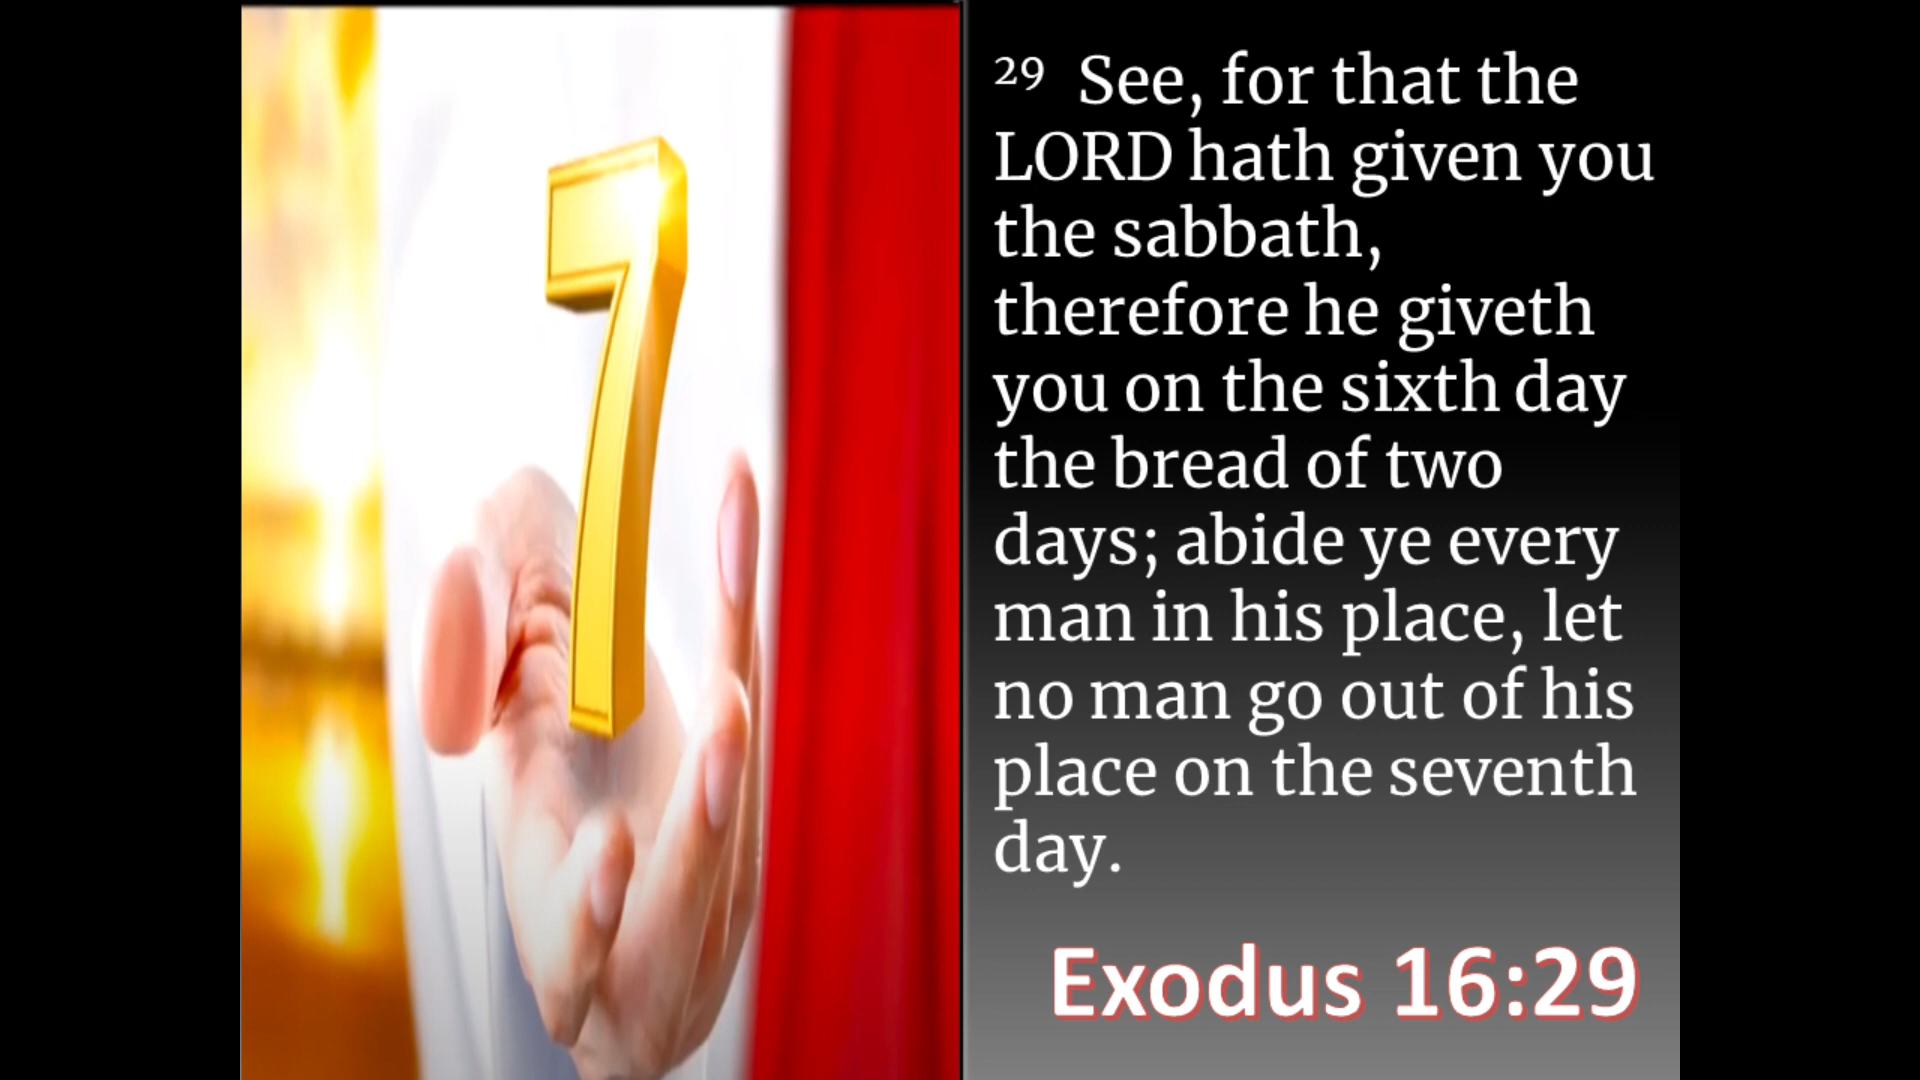 7
29 See, for that the
LORD hath given you
the sabbath,
therefore he giveth
you on the sixth day
the bread of two
days; abide ye every
man in his place, let
no man go out of his
place on the seventh
day.
Exodus 16:29